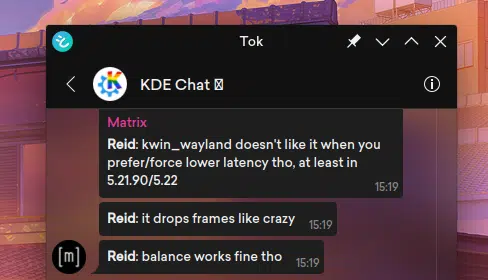 Tok
KDE Chat
Matrix
Reid: kwin_wayland doesn't like it when you
prefer/force lower latency tho, at least in
5.21.90/5.22
15:19
Reid: it drops frames like crazy
15:19
[m]
Reid: balance works fine tho
15:19